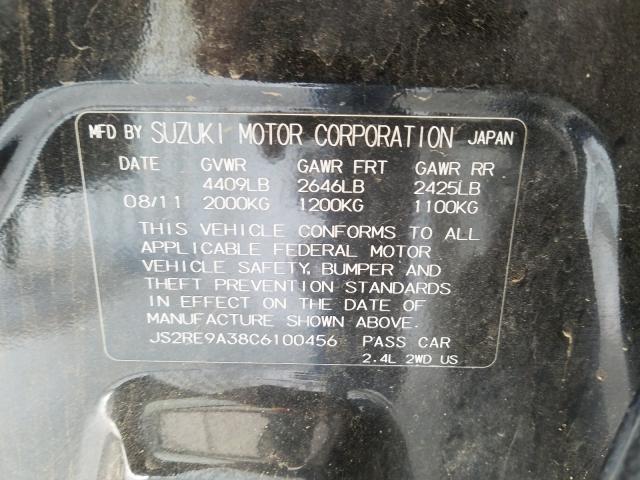 MFD BY SUZUKI MOTOR CORPORATION JAPAN
DATE GVWR GAWR FRT GAWR RR
4409LB 2646LB 2425LB
08/11 2000KG 1200KG 1100KG
THIS VEHICLE CONFORMS TO ALL
APPLICABLE FEDERAL MOTOR
VEHICLE SAFETY, BUMPER AND
THEFT PREVENTION STANDARDS
IN EFFECT ON THE DATE OF
MANUFACTURE SHOWN ABOVE.
JS2RE9A38C6100456 PASS CAR
2.4L 2WD US